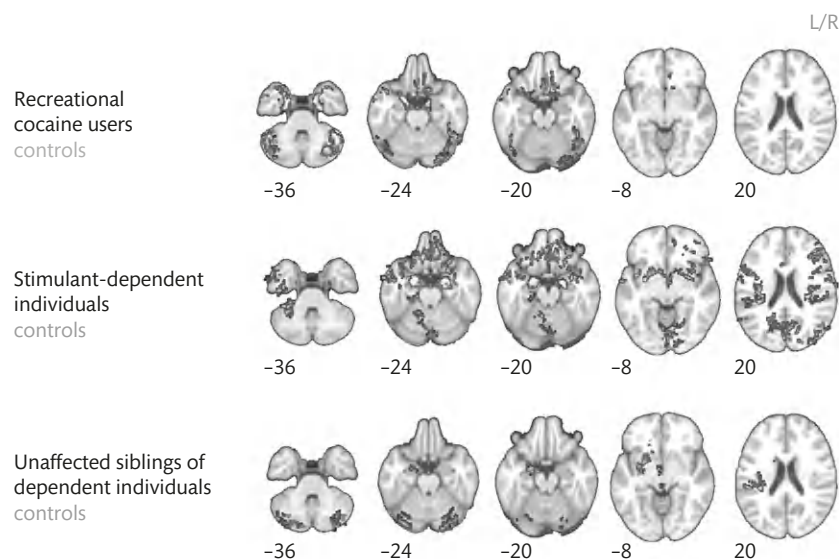 L/R
Recreational
cocaine users
controls
–36 –24 –20 –8 20
Stimulant-dependent
individuals
controls
–36 –24 –20 –8 20
Unaffected siblings of
dependent individuals
controls
–36 –24 –20 –8 20